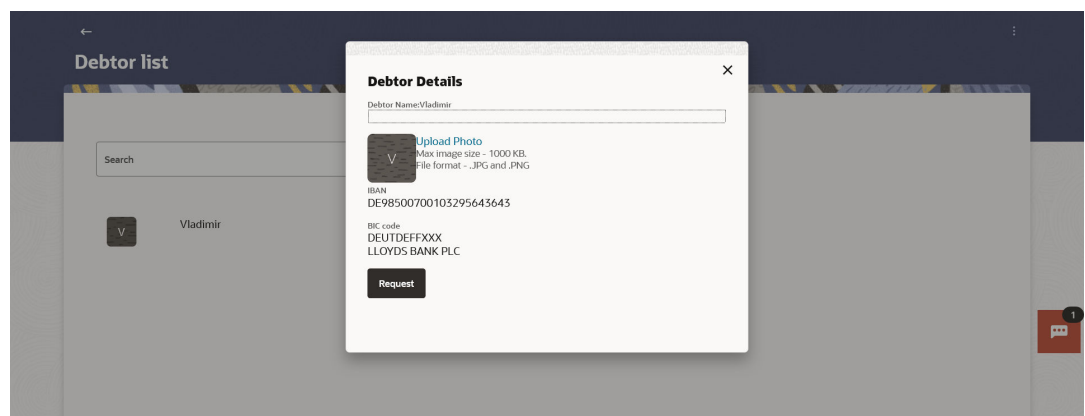 Debtor list
Search
V
Vladimir
Debtor Details
Debtor Name:Vladimir
V
Upload Photo
Max image size - 1000 KB.
File format - .JPG and .PNG
IBAN
DE98500700103295643643
BIC code
DEUTDEFFXXX
LLOYDS BANK PLC
Request
1